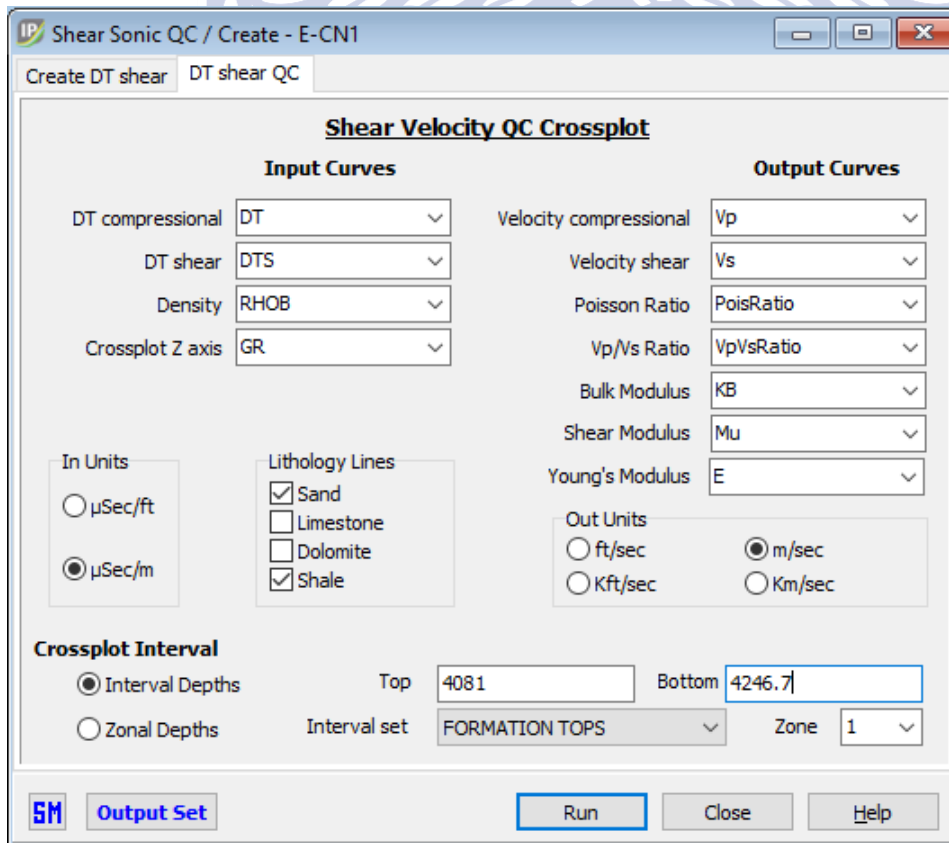 IP Shear Sonic QC / Create - E-CN1
Create DT shear DT shear QC
Shear Velocity QC Crossplot
Input Curves Output Curves
DT compressional DT Velocity compressional Vp
DT shear DTS Velocity shear Vs
Density RHOB Poisson Ratio PoisRatio
Crossplot Z axis GR Vp/Vs Ratio VpVsRatio
Bulk Modulus KB
Shear Modulus Mu
Young's Modulus E
In Units
µSec/ft
µSec/m
Lithology Lines
Sand
Limestone
Dolomite
Shale
Out Units
ft/sec m/sec
Kft/sec Km/sec
Crossplot Interval
Interval Depths Top 4081 Bottom 4246.7
Zonal Depths Interval set FORMATION TOPS Zone 1
SM Output Set Run Close Help